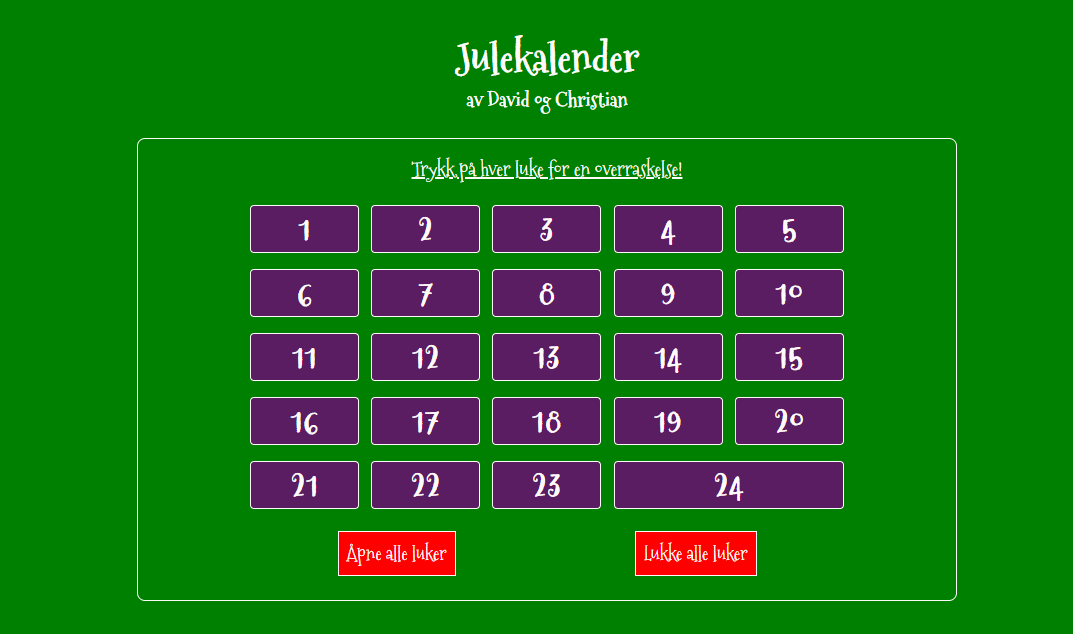 Julekalender
av David og Christian
Trykk på hver luke for en overraskelse!
1 2 3 4 5
6 7 8 9 10
11 12 13 14 15
16 17 18 19 20
21 22 23 24
Åpne alle luker Lukke alle luker